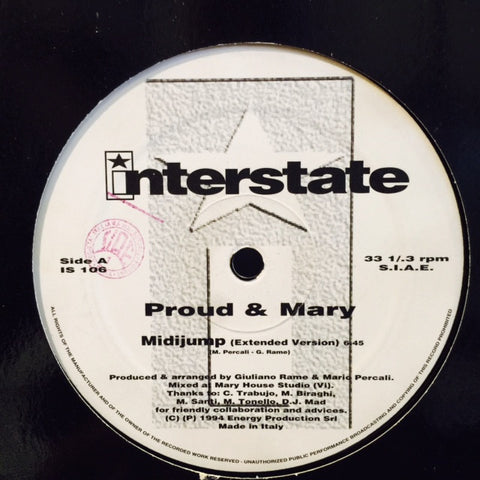 interstate
Side A
IS 106
33 1/.3 rpm
S.I.A.E.
Proud & Mary
Midijump (Extended Version) 6:45
(M. Percali - G. Rame)
Produced & arranged by Giuliano Rame & Mario Percali.
Mixed at Mary House Studio (Vi).
Thanks to: C. Trabujo, M. Biraghi,
M. Santi, M. Tonello, D.J. Mad
for friendly collaboration and advices.
(C) (P) 1994 Energy Production Srl
Made in Italy
ALL RIGHTS OF THE MANUFACTURER AND OF THE OWNER OF THE RECORDED WORK RESERVED - UNAUTHORIZED PUBLIC PERFORMANCE BROADCASTING AND COPYING OF THIS RECORD PROHIBITED